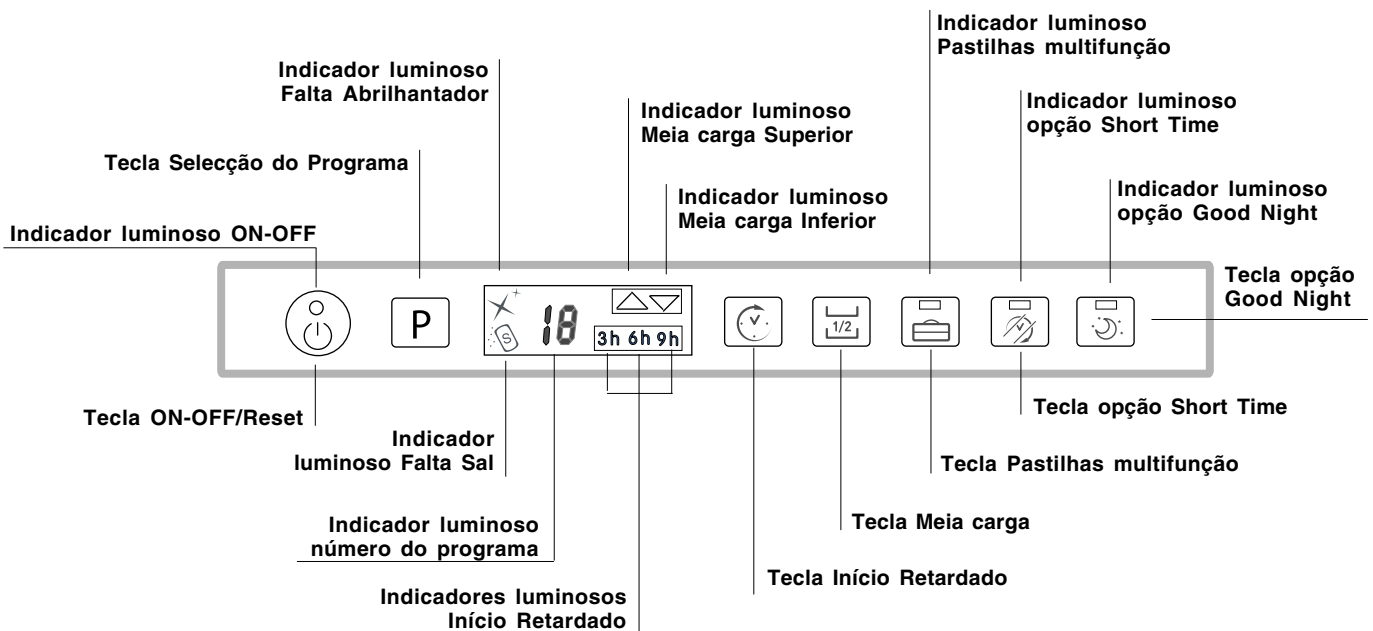 Indicador luminoso
Pastilhas multifunção
Indicador luminoso
Falta Abrilhantador
Indicador luminoso
Meia carga Superior
Indicador luminoso
opção Short Time
Tecla Selecção do Programa
Indicador luminoso
Meia carga Inferior
Indicador luminoso
opção Good Night
Indicador luminoso ON-OFF
Tecla opção
Good Night
P
S
18
3h 6h 9h
1/2
Tecla ON-OFF/Reset
Indicador
luminoso Falta Sal
Tecla opção Short Time
Tecla Pastilhas multifunção
Indicador luminoso
número do programa
Tecla Meia carga
Tecla Início Retardado
Indicadores luminosos
Início Retardado